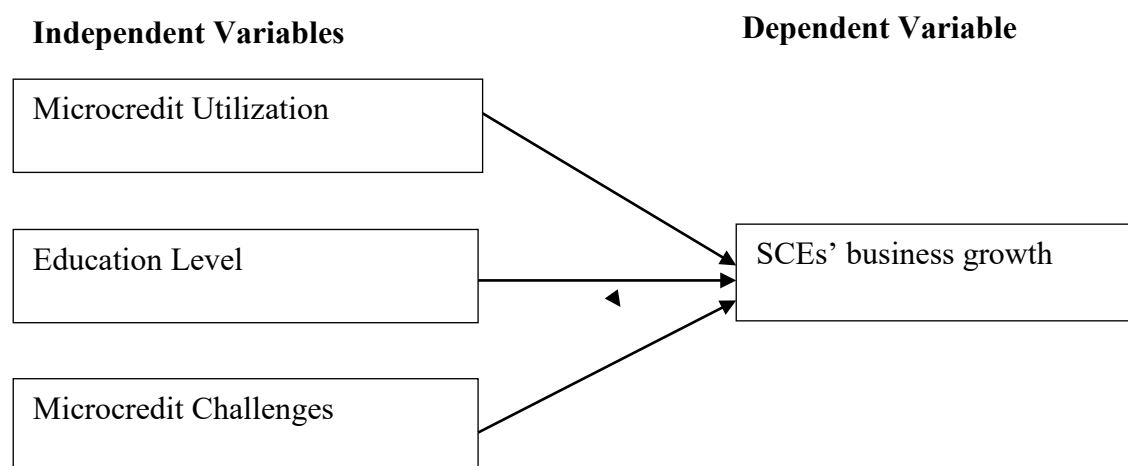 Independent Variables
Dependent Variable
Microcredit Utilization
Education Level
SCEs’ business growth
Microcredit Challenges